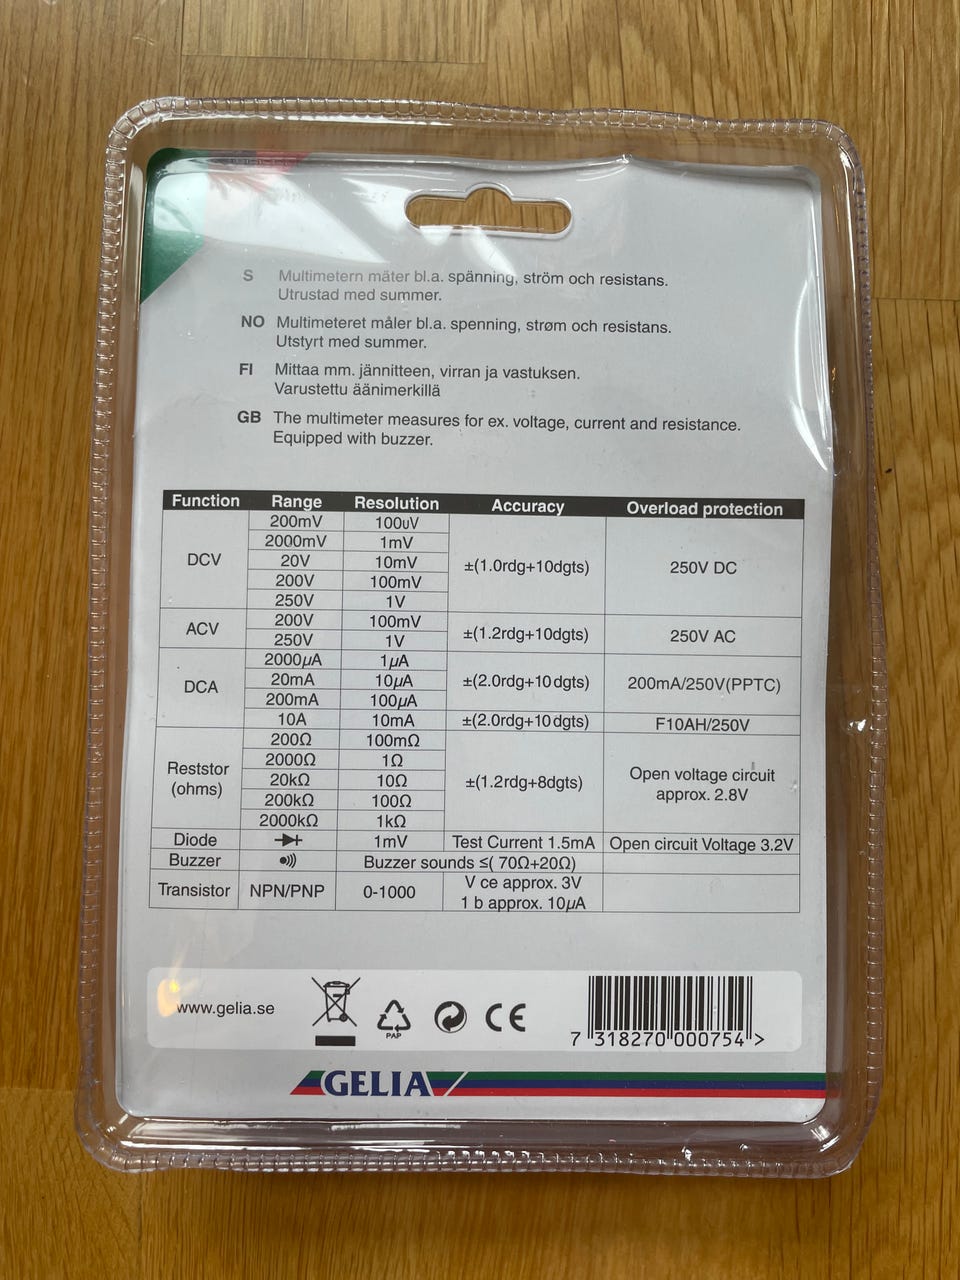 S Multimetern mäter bl.a. spänning, ström och resistans.
Utrustad med summer.
NO Multimeteret måler bl.a. spenning, strøm och resistans.
Utstyrt med summer.
FI Mittaa mm. jännitteen, virran ja vastuksen.
Varustettu äänimerkillä
GB The multimeter measures for ex. voltage, current and resistance.
Equipped with buzzer.
Function Range Resolution Accuracy Overload protection
DCV 200mV 100uV ±(1.0rdg+10dgts) 250V DC
2000mV 1mV
20V 10mV
200V 100mV
250V 1V
ACV 200V 100mV ±(1.2rdg+10dgts) 250V AC
250V 1V
DCA 2000µA 1µA ±(2.0rdg+10dgts) 200mA/250V(PPTC)
20mA 10µA
200mA 100µA
10A 10mA ±(2.0rdg+10dgts) F10AH/250V
Reststor (ohms) 200Ω 100mΩ ±(1.2rdg+8dgts) Open voltage circuit approx. 2.8V
2000Ω 1Ω
20kΩ 10Ω
200kΩ 100Ω
2000kΩ 1kΩ
Diode 1mV Test Current 1.5mA Open circuit Voltage 3.2V
Buzzer Buzzer sounds ≤( 70Ω+20Ω)
Transistor NPN/PNP 0-1000 V ce approx. 3V
1 b approx. 10µA
www.gelia.se
PAP
CE
7 318270 000754 >
GELIA